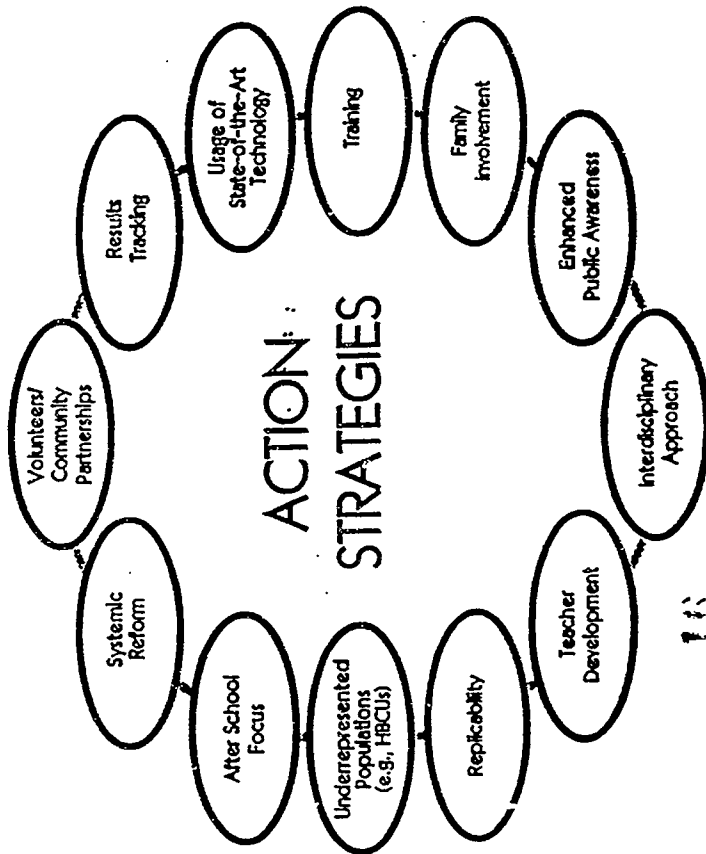 ACTION
STRATEGIES
Volunteers/
Community
Partnerships
Results
Tracking
Usage of
State-of-the-Art
Technology
Training
Family
Involvement
Enhanced
Public Awareness
Interdisciplinary
Approach
Teacher
Development
Replicability
Underrepresented
Populations
(e.g., HBCUs)
After School
Focus
Systemic
Reform